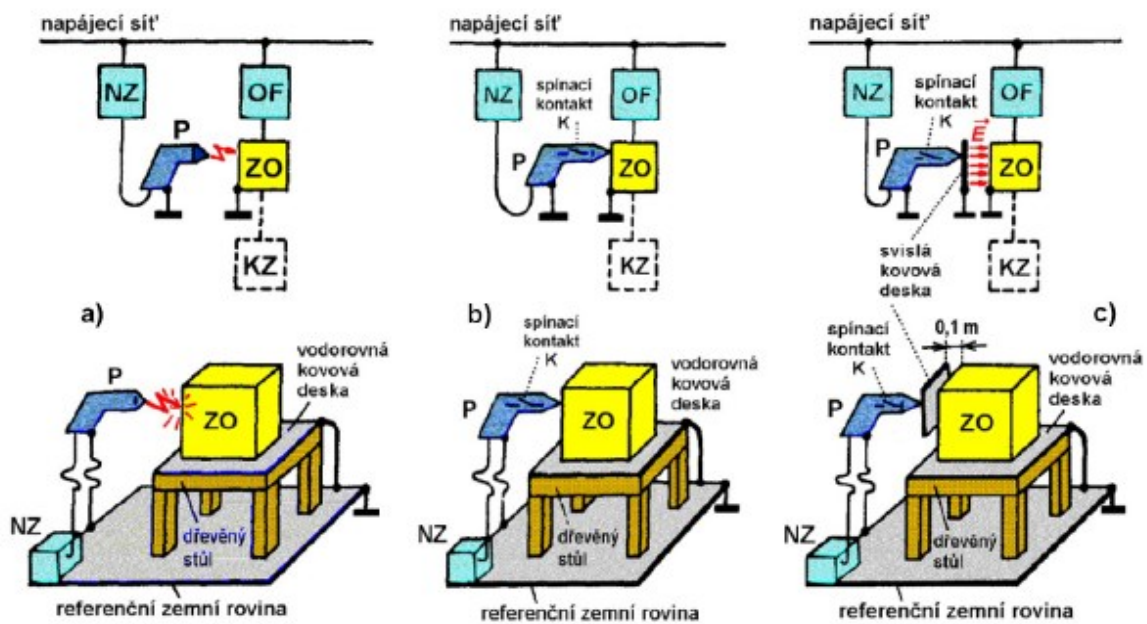 napájecí síť
NZ
OF
P
ZO
KZ
a)
napájecí síť
NZ
spínací
kontakt
K
OF
P
ZO
KZ
b)
napájecí síť
NZ
spínací
kontakt
K
OF
E
P
ZO
KZ
svislá
kovová
deska
c)
P
vodorovná
kovová
deska
ZO
NZ
dřevěný
stůl
referenční zemní rovina
spínací
kontakt
K
P
vodorovná
kovová
deska
ZO
NZ
dřevěný
stůl
referenční zemní rovina
spínací
kontakt
K
0,1 m
P
vodorovná
kovová
deska
ZO
NZ
dřevěný
stůl
referenční zemní rovina